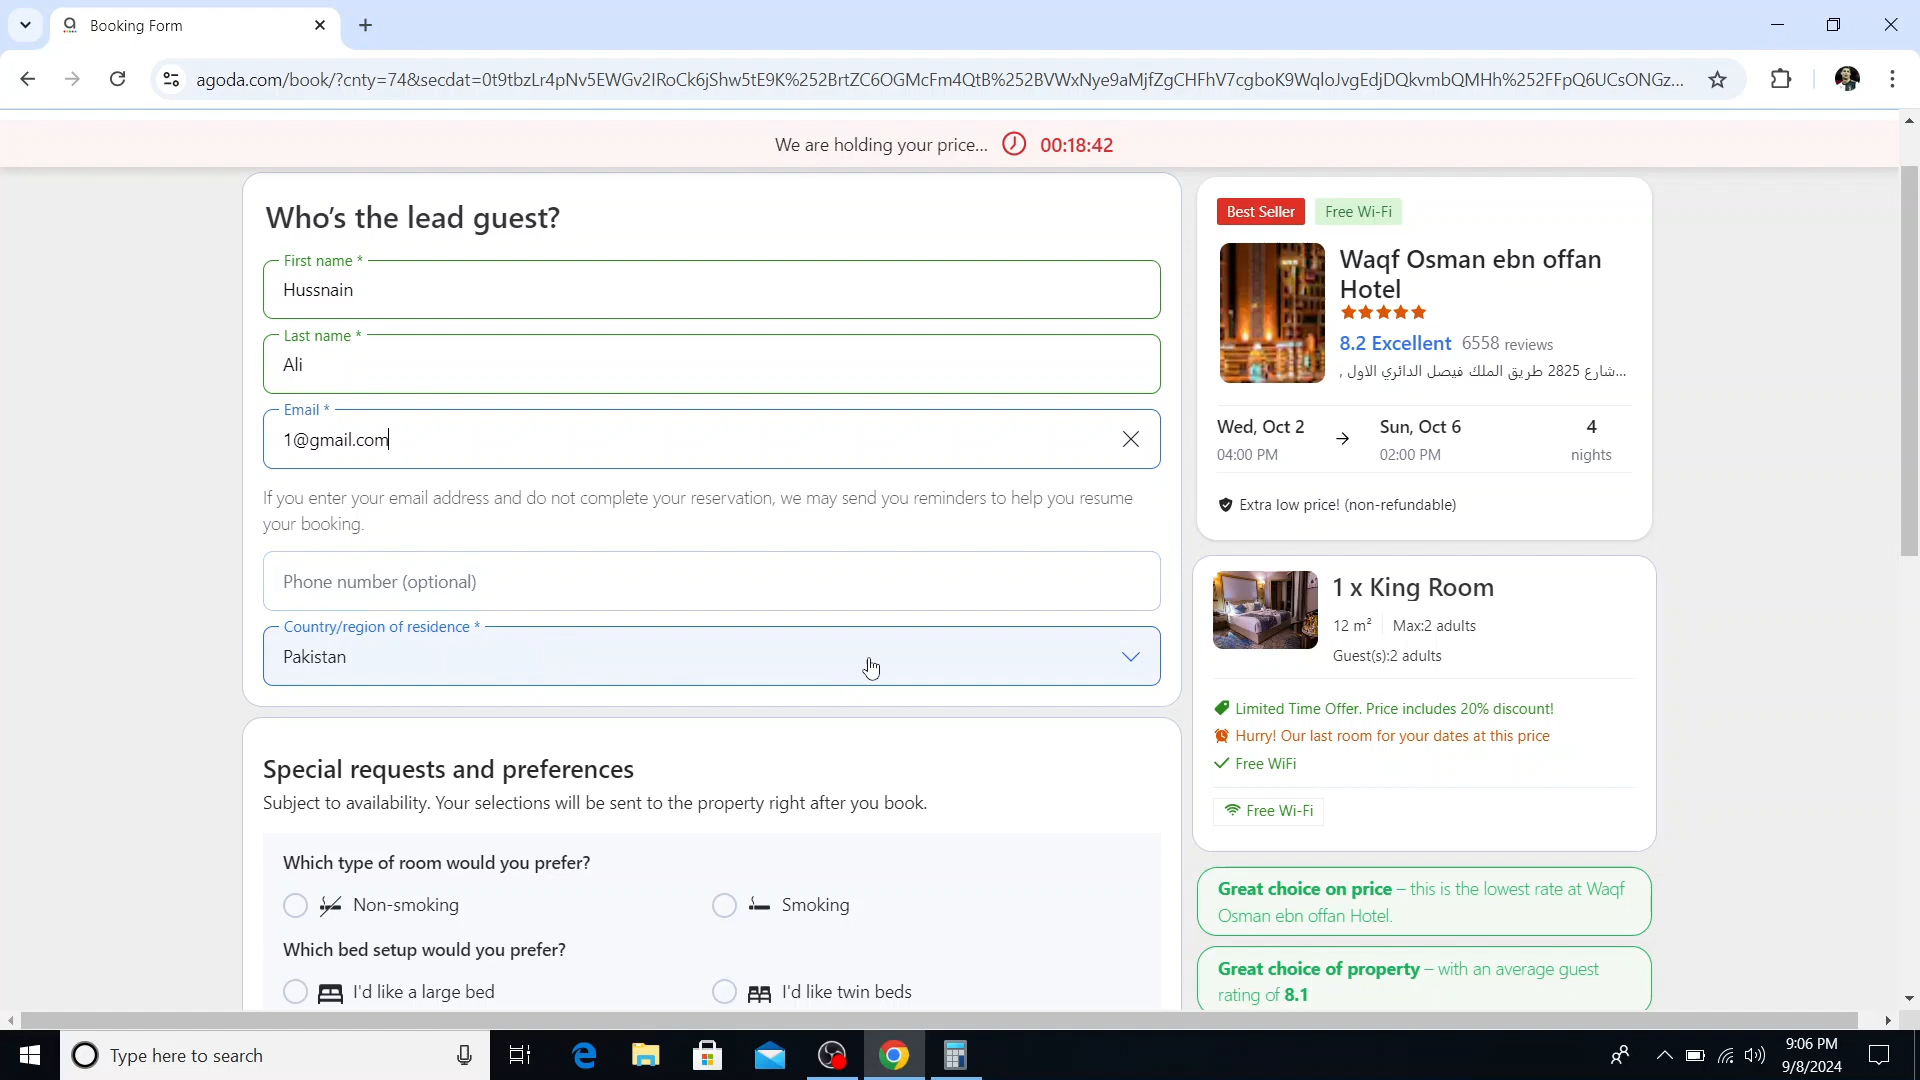 Booking Form
agoda.com/book/?cnty=74&secdat=0t9tbzLr4pNv5EWGv2IRoCk6jShw5tE9K%252BrtZC6OGMcFm4QtB%252BVWxNye9aMjfZgCHFhV7cgboK9WqloJvgEdjDQkvmbQMHh%252FFpQ6UCsONGz...
We are holding your price... 00:18:42
Who's the lead guest?
First name *
Hussnain
Last name *
Ali
Email *
1@gmail.com
If you enter your email address and do not complete your reservation, we may send you reminders to help you resume
your booking.
Phone number (optional)
Country/region of residence *
Pakistan
Special requests and preferences
Subject to availability. Your selections will be sent to the property right after you book.
Which type of room would you prefer?
Non-smoking Smoking
Which bed setup would you prefer?
I'd like a large bed I'd like twin beds
Best Seller Free Wi-Fi
Waqf Osman ebn offan
Hotel
8.2 Excellent 6558 reviews
شارع 2825 طريق الملك فيصل الدائري الاول ,...
Wed, Oct 2 Sun, Oct 6 4
04:00 PM 02:00 PM nights
Extra low price! (non-refundable)
1 x King Room
12 m² Max:2 adults
Guest(s):2 adults
Limited Time Offer. Price includes 20% discount!
Hurry! Our last room for your dates at this price
Free WiFi
Free Wi-Fi
Great choice on price – this is the lowest rate at Waqf
Osman ebn offan Hotel.
Great choice of property – with an average guest
rating of 8.1
Type here to search
9:06 PM
9/8/2024